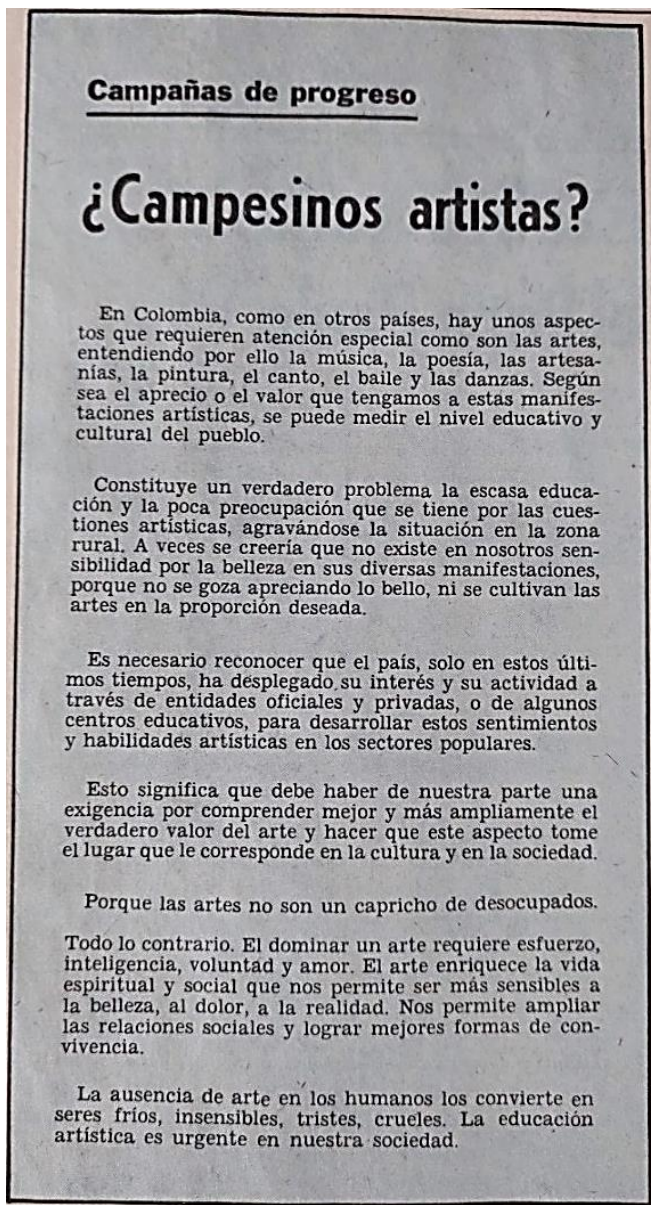 Campañas de progreso
¿Campesinos artistas?
En Colombia, como en otros países, hay unos aspec-
tos que requieren atención especial como son las artes,
entendiendo por ello la música, la poesía, las artesa-
nías, la pintura, el canto, el baile y las danzas. Según
sea el aprecio o el valor que tengamos a estas manifes-
taciones artísticas, se puede medir el nivel educativo y
cultural del pueblo.
Constituye un verdadero problema la escasa educa-
ción y la poca preocupación que se tiene por las cues-
tiones artísticas, agravándose la situación en la zona
rural. A veces se creería que no existe en nosotros sen-
sibilidad por la belleza en sus diversas manifestaciones,
porque no se goza apreciando lo bello, ni se cultivan las
artes en la proporción deseada.
Es necesario reconocer que el país, solo en estos últi-
mos tiempos, ha desplegado su interés y su actividad a
través de entidades oficiales y privadas, o de algunos
centros educativos, para desarrollar estos sentimientos
y habilidades artísticas en los sectores populares.
Esto significa que debe haber de nuestra parte una
exigencia por comprender mejor y más ampliamente el
verdadero valor del arte y hacer que este aspecto tome
el lugar que le corresponde en la cultura y en la sociedad.
Porque las artes no son un capricho de desocupados.
Todo lo contrario. El dominar un arte requiere esfuerzo,
inteligencia, voluntad y amor. El arte enriquece la vida
espiritual y social que nos permite ser más sensibles a
la belleza, al dolor, a la realidad. Nos permite ampliar
las relaciones sociales y lograr mejores formas de con-
vivencia.
La ausencia de arte en los humanos los convierte en
seres fríos, insensibles, tristes, crueles. La educación
artística es urgente en nuestra sociedad.